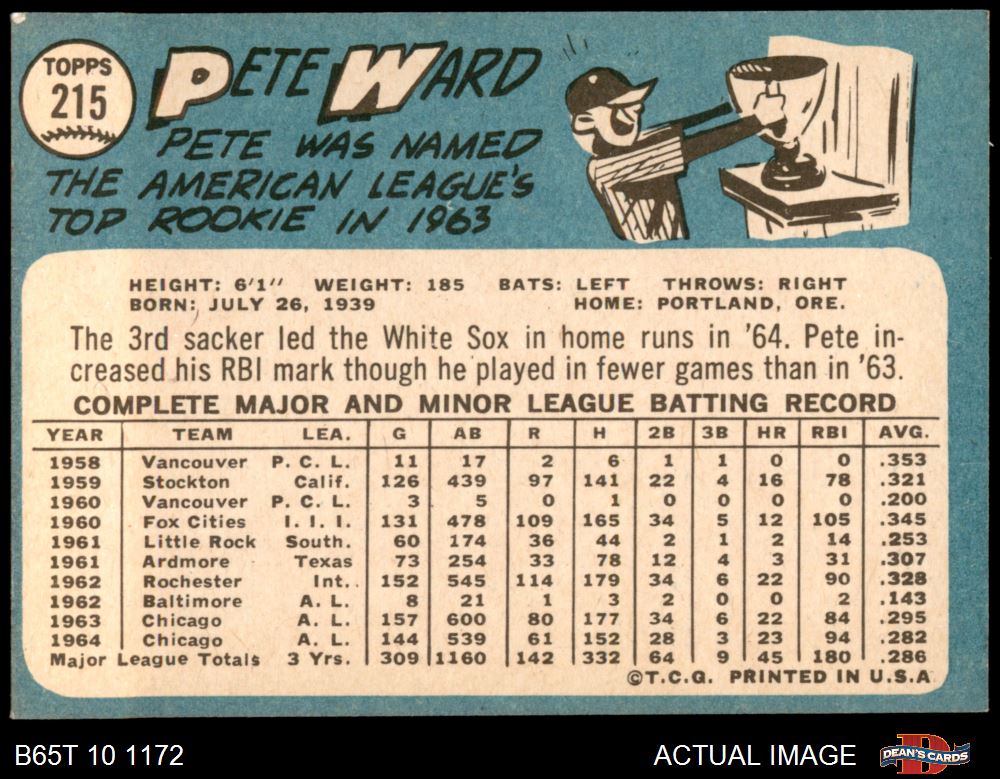 TOPPS
215
PETE WARD
PETE WAS NAMED
THE AMERICAN LEAGUE'S
TOP ROOKIE IN 1963
HEIGHT: 6'1" WEIGHT: 185 BATS: LEFT THROWS: RIGHT
BORN: JULY 26, 1939 HOME: PORTLAND, ORE.
The 3rd sacker led the White Sox in home runs in '64. Pete in-
creased his RBI mark though he played in fewer games than in '63.
COMPLETE MAJOR AND MINOR LEAGUE BATTING RECORD
YEAR TEAM LEA. G AB R H 2B 3B HR RBI AVG.
1958 Vancouver P. C. L. 11 17 2 6 1 1 0 0 .353
1959 Stockton Calif. 126 439 97 141 22 4 16 78 .321
1960 Vancouver P. C. L. 3 5 0 1 0 0 0 0 .200
1960 Fox Cities I. I. I. 131 478 109 165 34 5 12 105 .345
1961 Little Rock South. 60 174 36 44 2 1 2 14 .253
1961 Ardmore Texas 73 254 33 78 12 4 3 31 .307
1962 Rochester Int. 152 545 114 179 34 6 22 90 .328
1962 Baltimore A. L. 8 21 1 3 2 0 0 2 .143
1963 Chicago A. L. 157 600 80 177 34 6 22 84 .295
1964 Chicago A. L. 144 539 61 152 28 3 23 94 .282
Major League Totals 3 Yrs. 309 1160 142 332 64 9 45 180 .286
©T.C.G. PRINTED IN U.S.A
B65T 10 1172 ACTUAL IMAGE DEAN'S CARDS